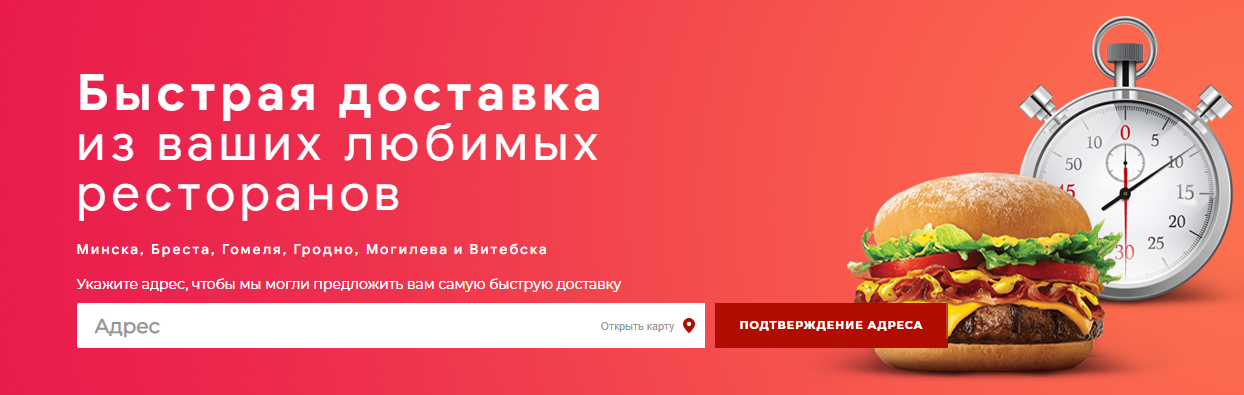 Быстрая доставка
из ваших любимых
ресторанов
Минска, Бреста, Гомеля, Гродно, Могилева и Витебска
Укажите адрес, чтобы мы могли предложить вам самую быструю доставку
Адрес
Открыть карту
ПОДТВЕРЖДЕНИЕ АДРЕСА
0
5
10
15
20
25
30
50
10